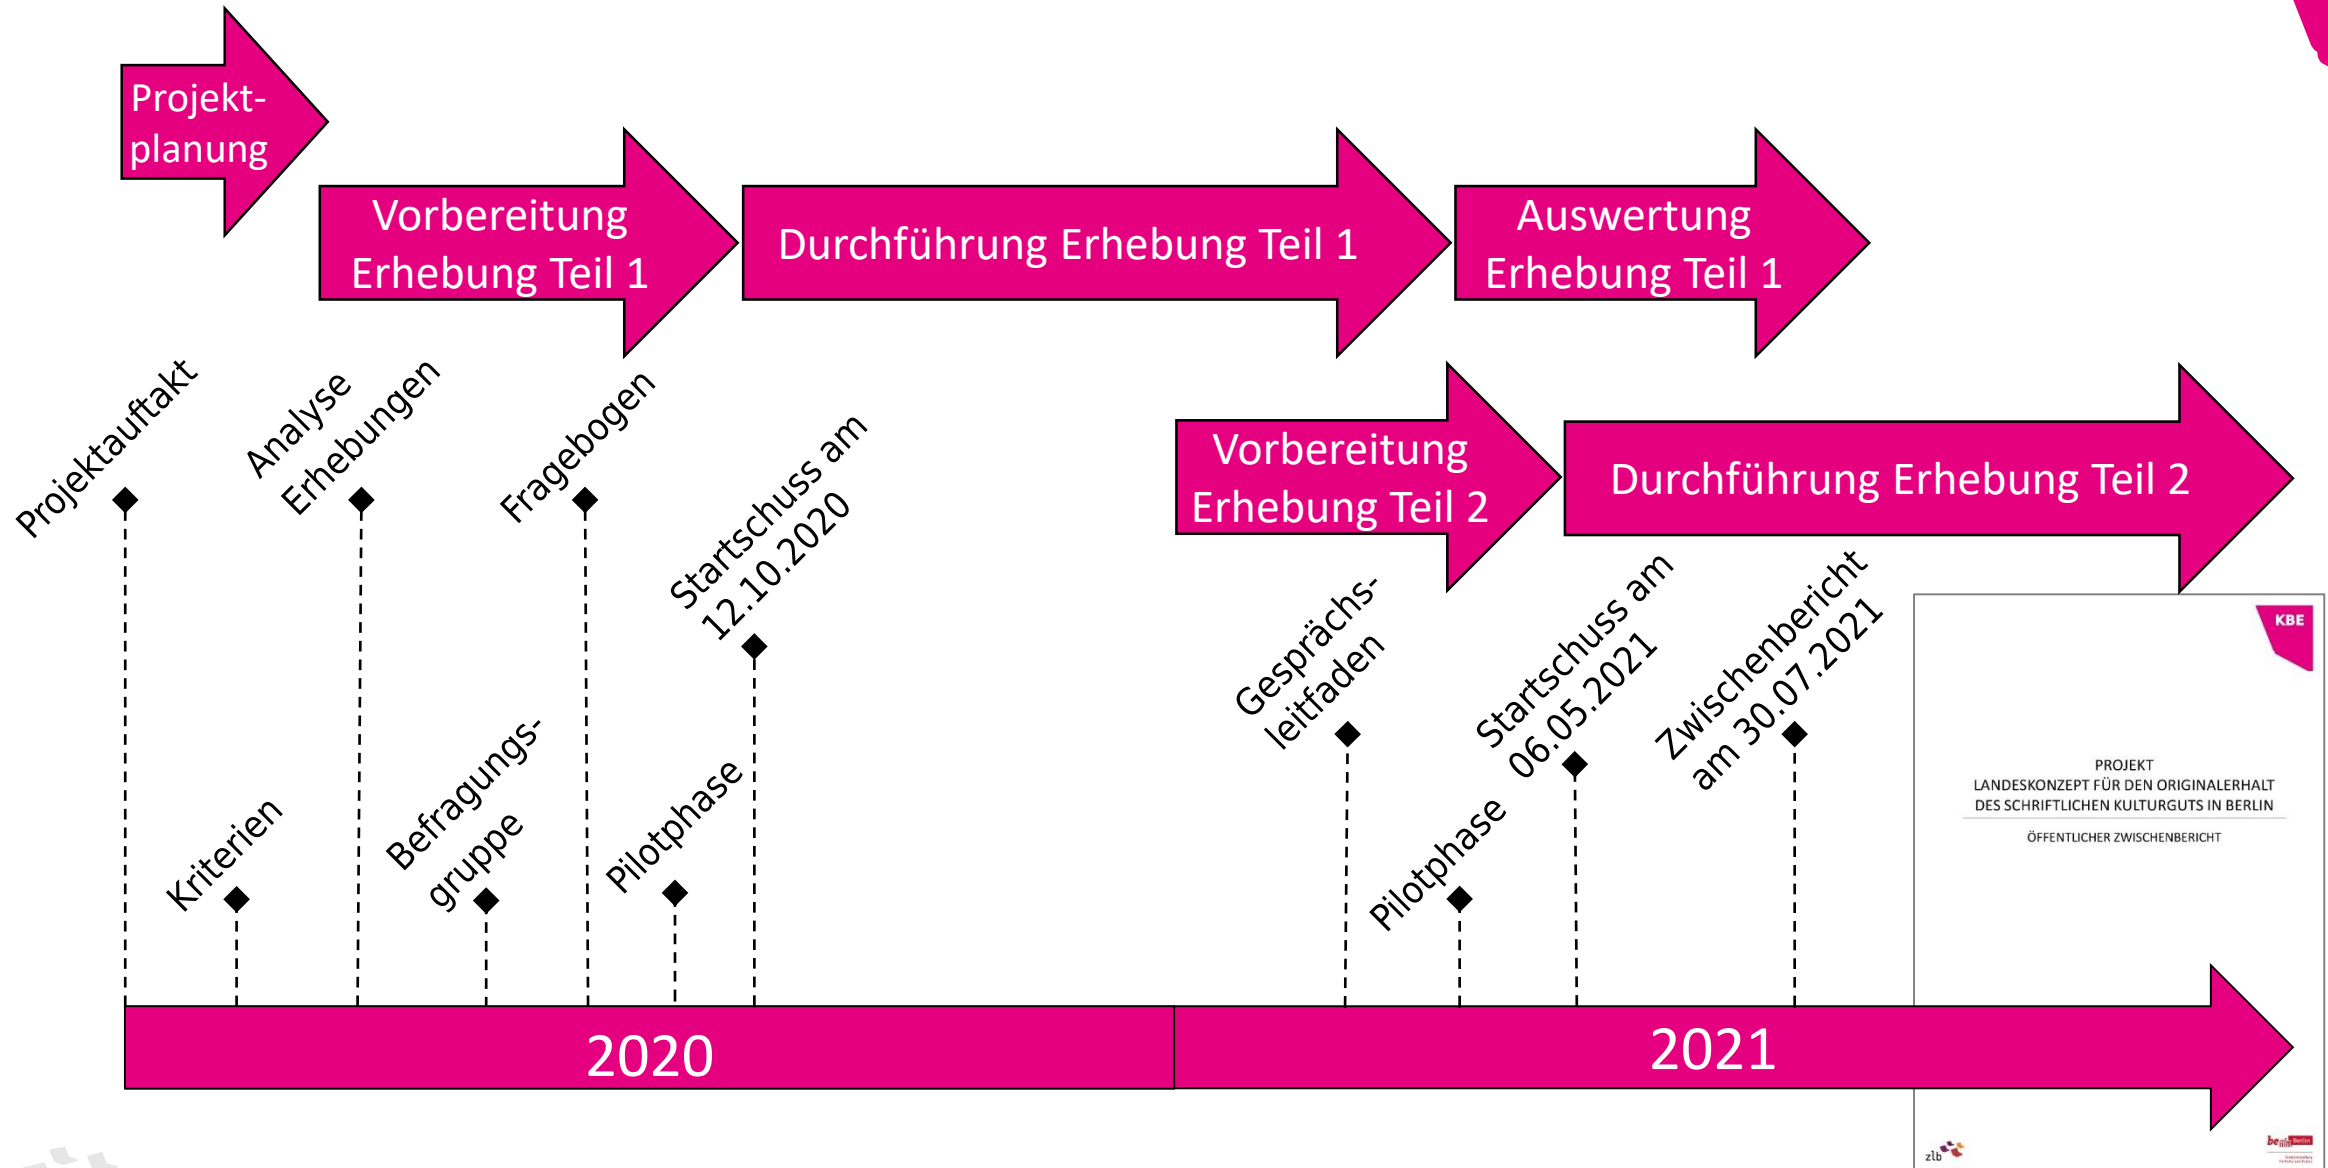 Projekt-
planung
Vorbereitung
Erhebung Teil 1
Durchführung Erhebung Teil 1
Auswertung
Erhebung Teil 1
Vorbereitung
Erhebung Teil 2
Durchführung Erhebung Teil 2
Projektauftakt
Kriterien
Analyse
Erhebungen
Befragungs-
gruppe
Fragebogen
Pilotphase
Startschuss am
12.10.2020
Gesprächs-
leitfaden
Pilotphase
Startschuss am
06.05.2021
Zwischenbericht
am 30.07.2021
KBE
PROJEKT
LANDESKONZEPT FÜR DEN ORIGINALERHALT
DES SCHRIFTLICHEN KULTURGUTS IN BERLIN
ÖFFENTLICHER ZWISCHENBERICHT
2020
2021
zlb
be Berlin